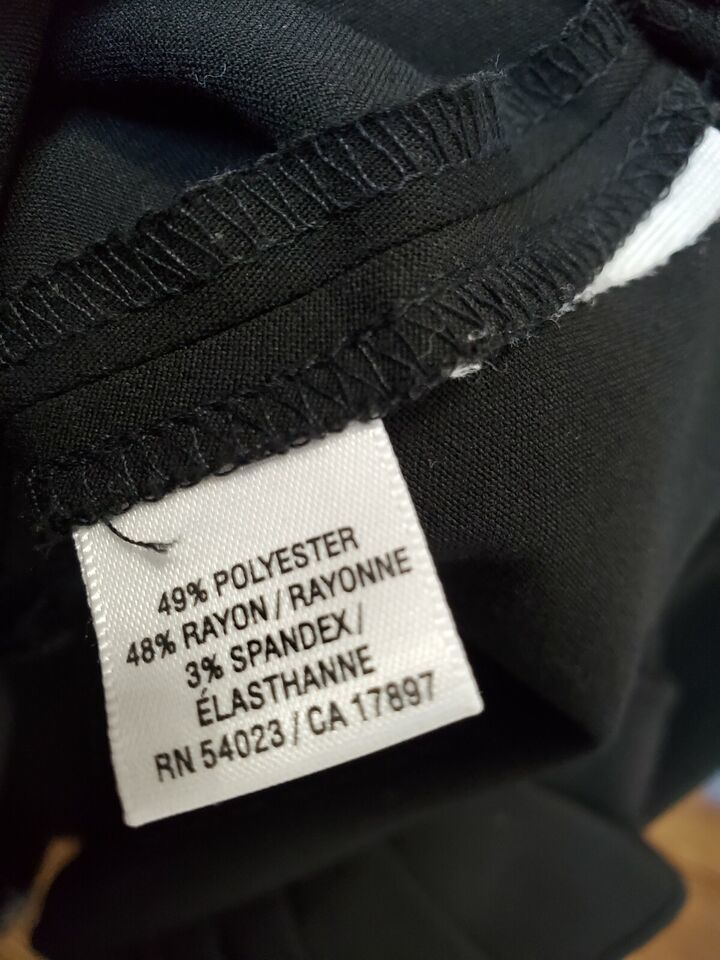 49% POLYESTER
48% RAYON / RAYONNE
3% SPANDEX /
ÉLASTHANNE
RN 54023 / CA 17897